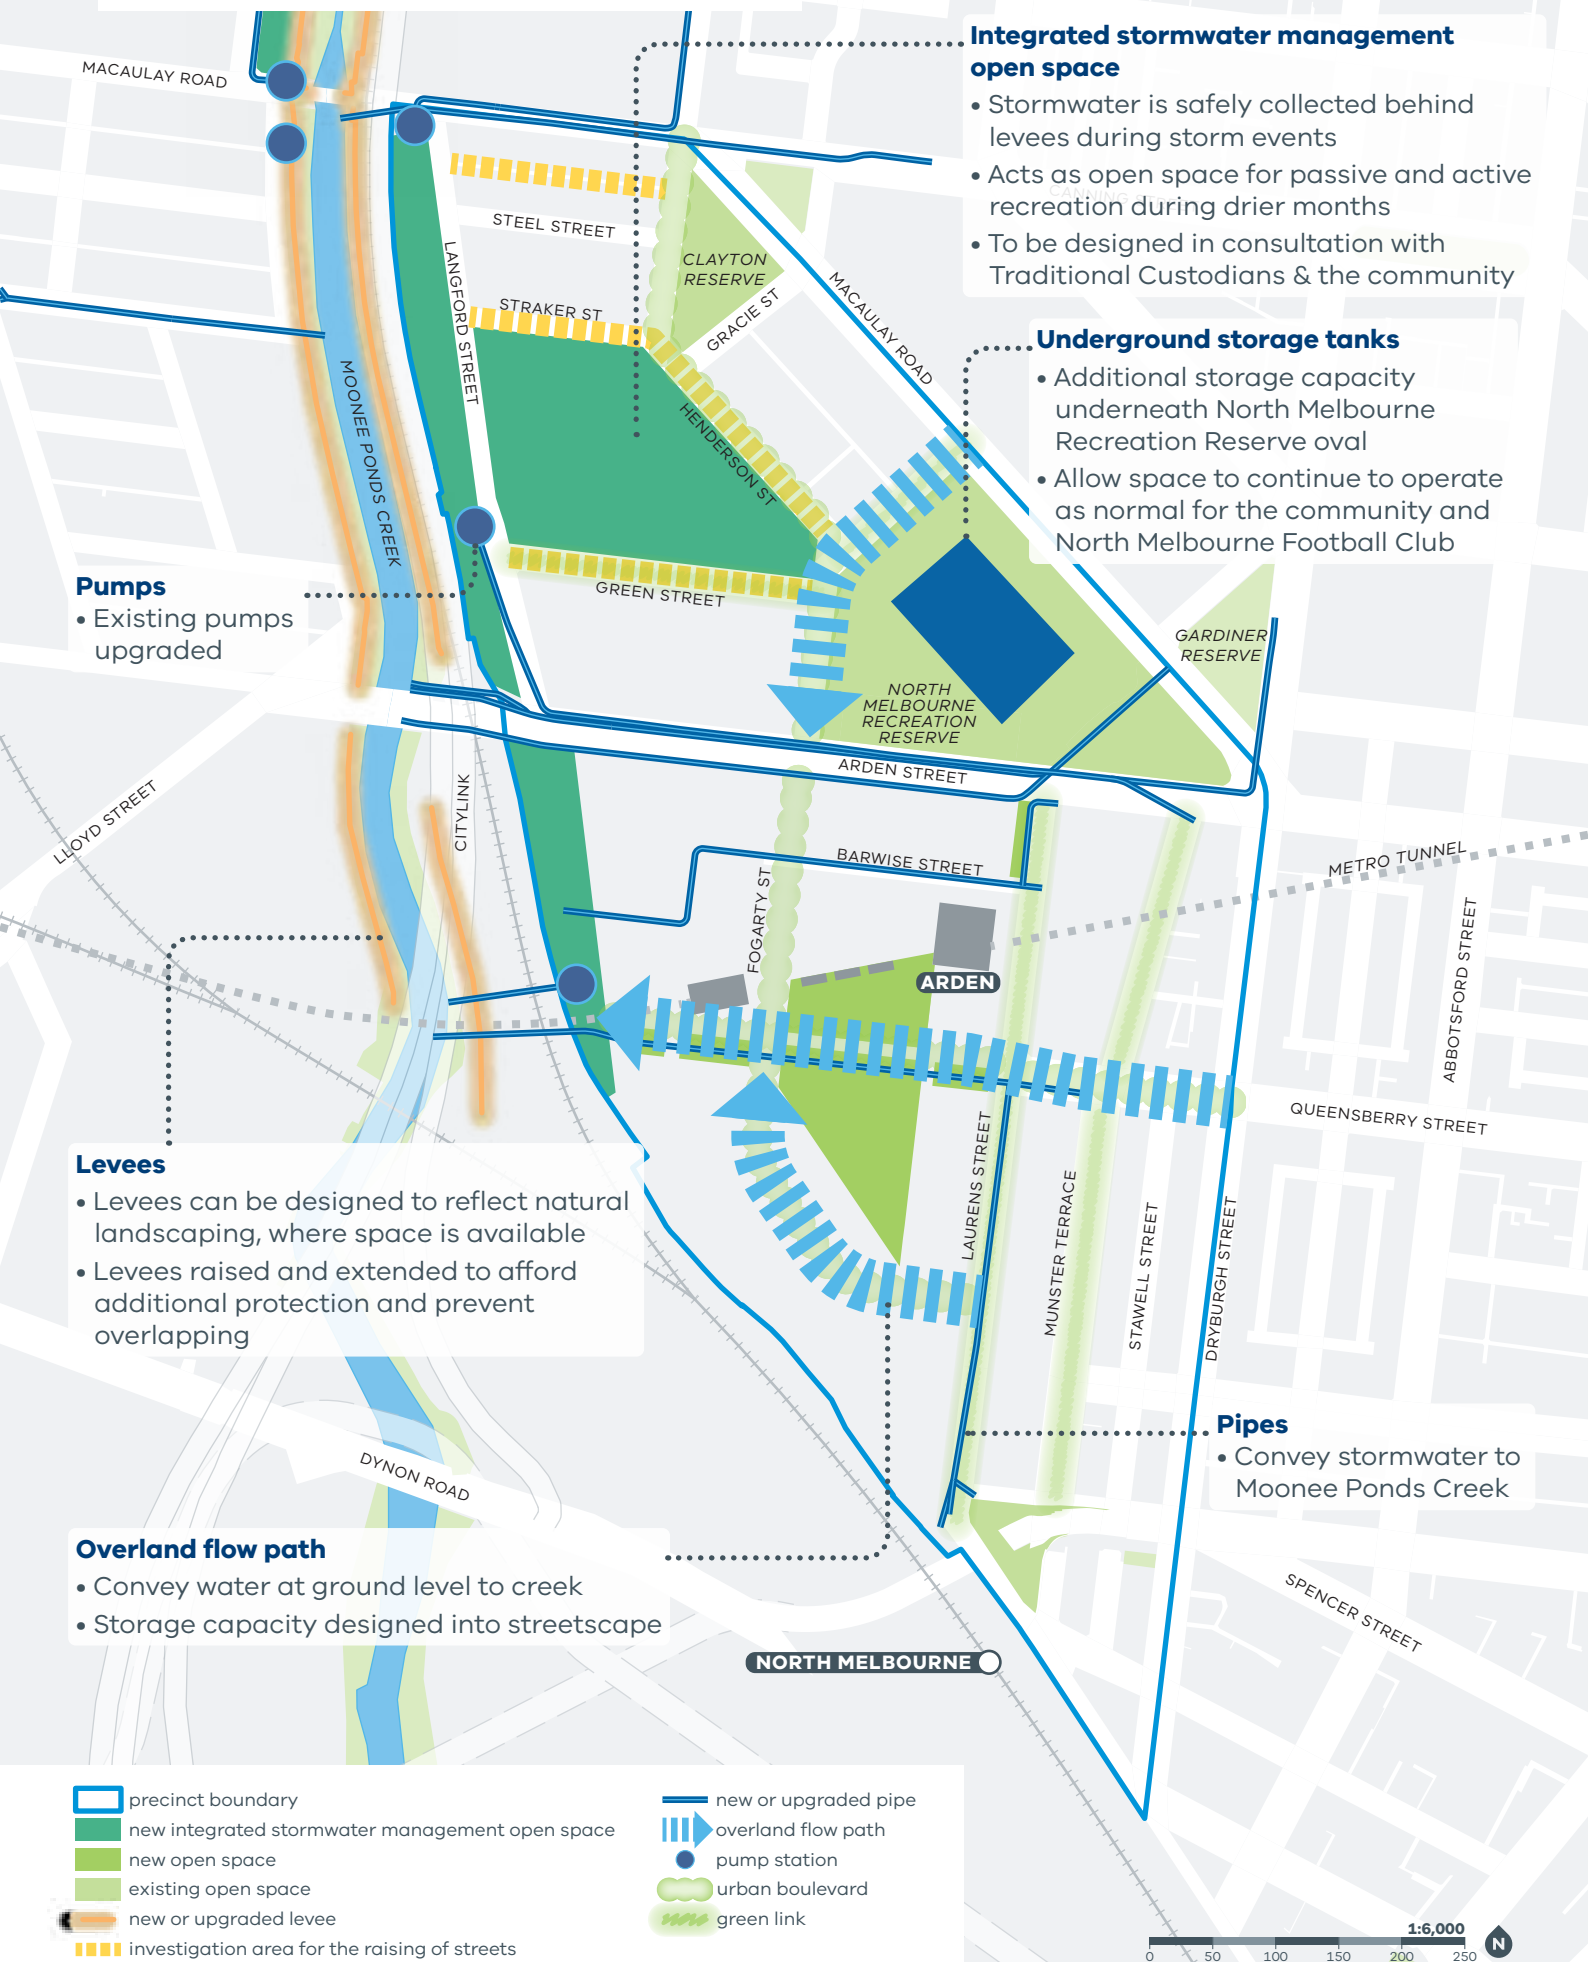 MACAULAY ROAD
Integrated stormwater management
open space
• Stormwater is safely collected behind
levees during storm events
• Acts as open space for passive and active
recreation during drier months
• To be designed in consultation with
Traditional Custodians & the community
CANNING
STEEL STREET
CLAYTON
RESERVE
LANGFORD STREET
STRAKER ST
GRACIE ST
MACAULAY ROAD
Underground storage tanks
• Additional storage capacity
underneath North Melbourne
Recreation Reserve oval
• Allow space to continue to operate
as normal for the community and
North Melbourne Football Club
MOONEE PONDS CREEK
HENDERSON ST
Pumps
• Existing pumps
upgraded
GREEN STREET
GARDINER
RESERVE
NORTH
MELBOURNE
RECREATION
RESERVE
ARDEN STREET
LLOYD STREET
CITYLINK
BARWISE STREET
METRO TUNNEL
FOGARTY ST
ARDEN
ABBOTSFORD STREET
QUEENSBERRY STREET
Levees
• Levees can be designed to reflect natural
landscaping, where space is available
• Levees raised and extended to afford
additional protection and prevent
overlapping
LAURENS STREET
MUNSTER TERRACE
STAWELL STREET
DRYBURGH STREET
Pipes
• Convey stormwater to
Moonee Ponds Creek
DYNON ROAD
Overland flow path
• Convey water at ground level to creek
• Storage capacity designed into streetscape
SPENCER STREET
NORTH MELBOURNE
precinct boundary
new integrated stormwater management open space
new open space
existing open space
new or upgraded levee
investigation area for the raising of streets
new or upgraded pipe
overland flow path
pump station
urban boulevard
green link
1:6,000
N
0 50 100 150 200 250